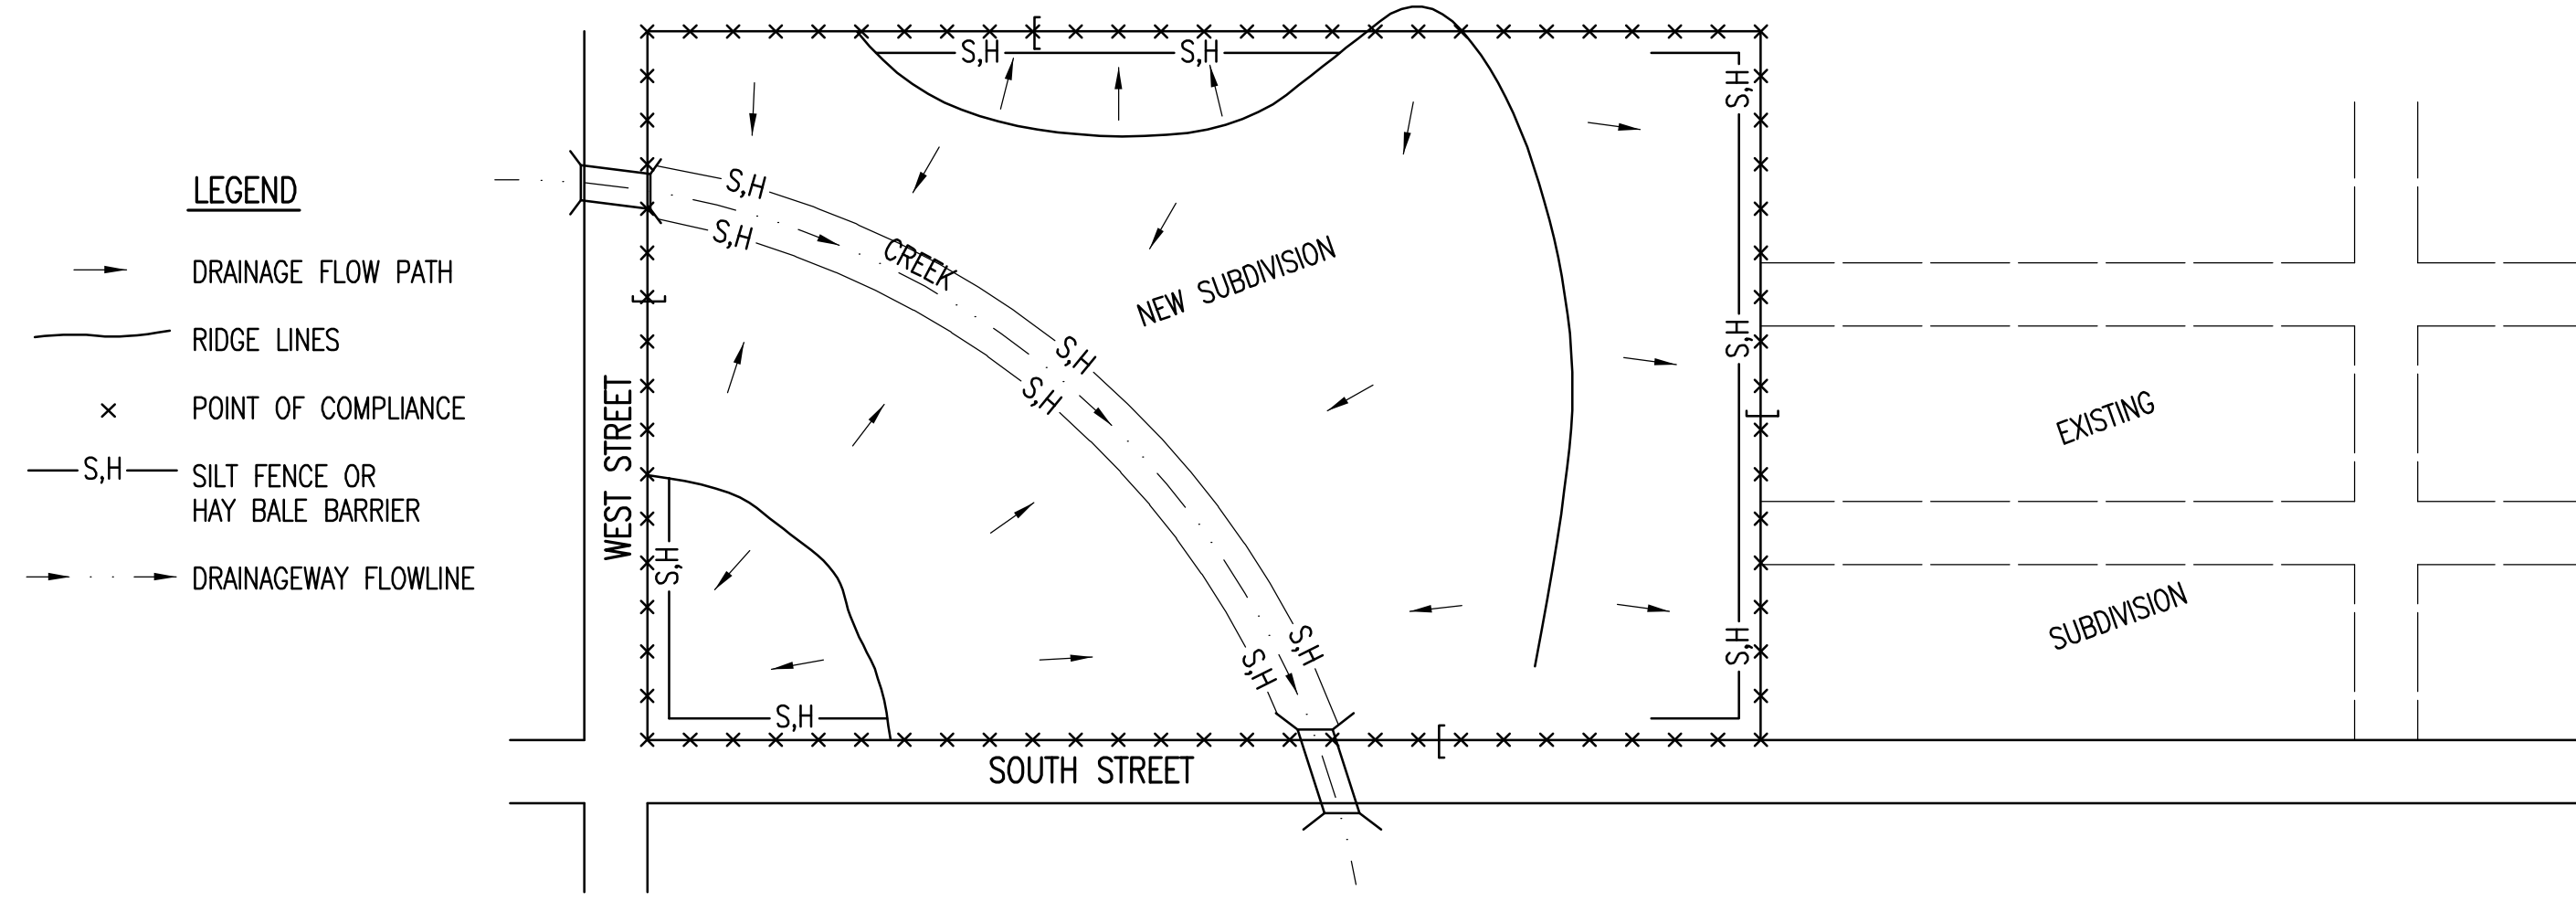 LEGEND
DRAINAGE FLOW PATH
RIDGE LINES
POINT OF COMPLIANCE
S,H
SILT FENCE OR
HAY BALE BARRIER
DRAINAGEWAY FLOWLINE
S,H
S,H
S,H
S,H
S,H
CREEK
NEW SUBDIVISION
S,H
S,H
S,H
WEST STREET
S,H
S,H
S,H
S,H
S,H
S,H
SOUTH STREET
EXISTING
SUBDIVISION